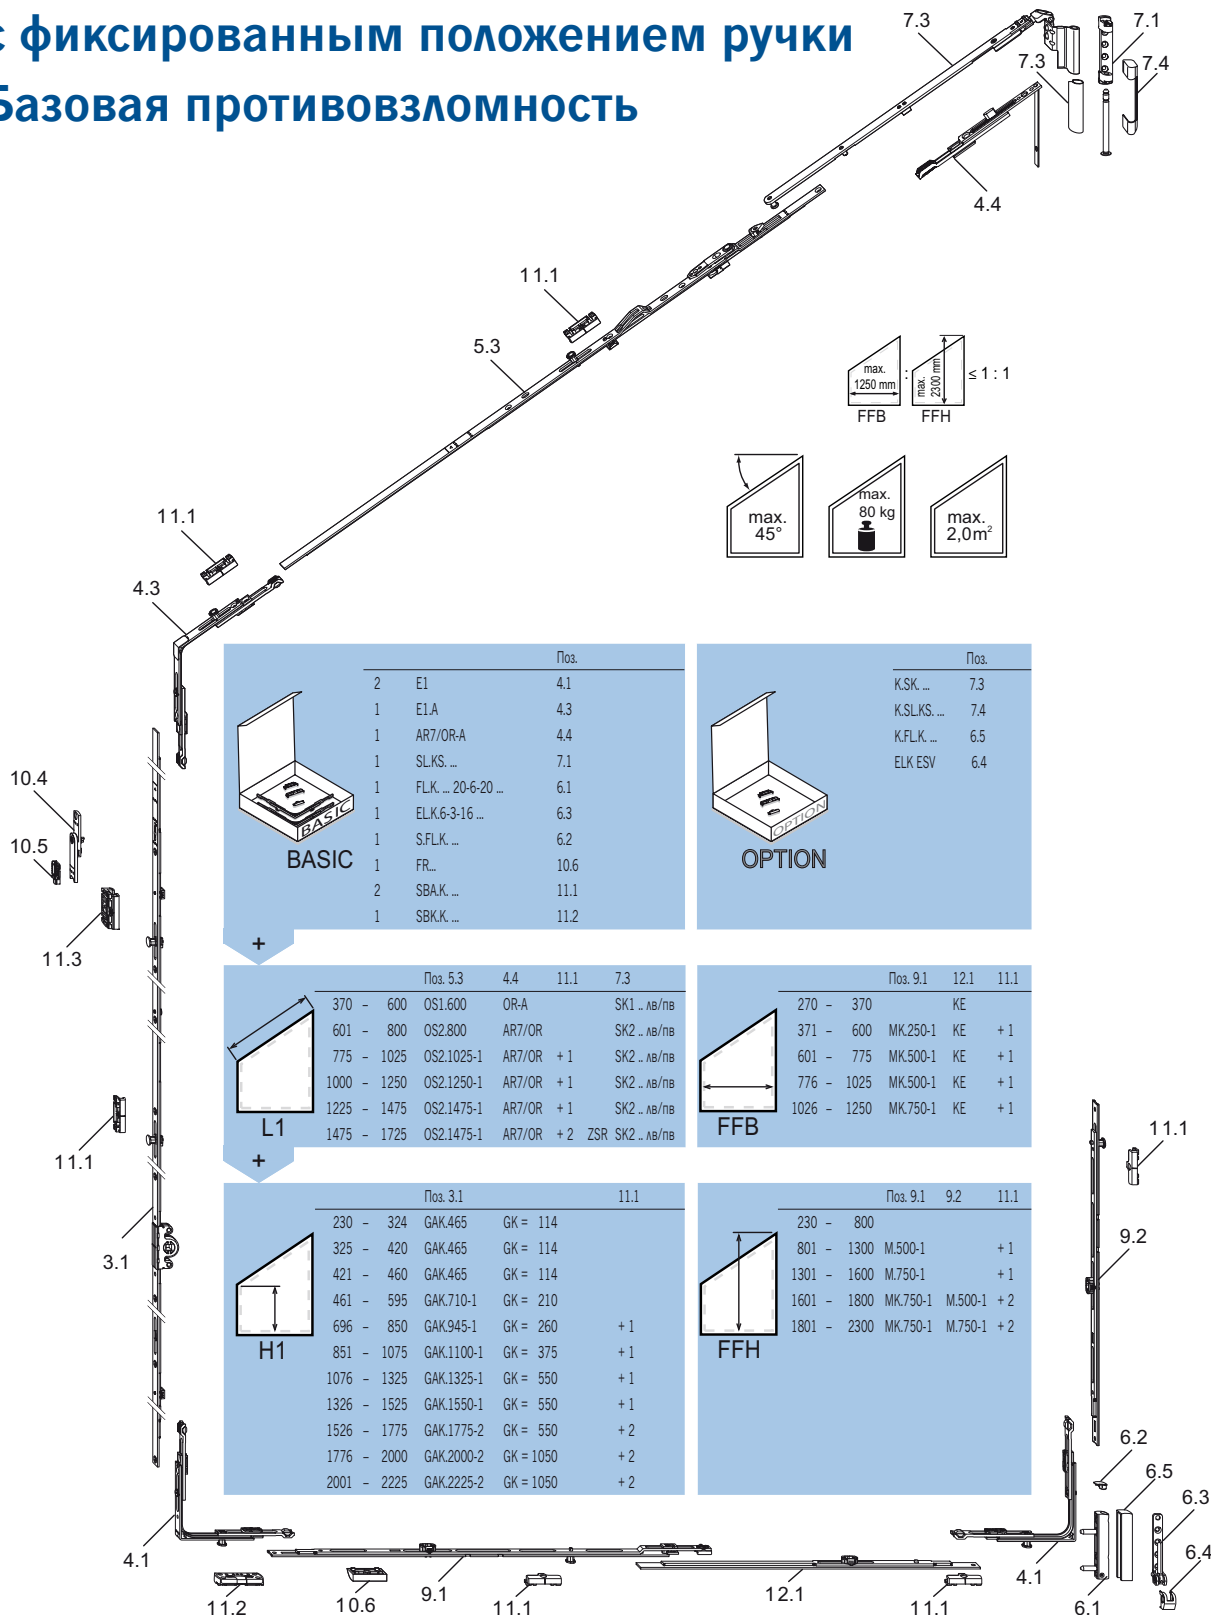 с фиксированным положением ручки
Базовая противовзломность
7.3
7.1
7.3
7.4
4.4
11.1
5.3
max.
1250 mm
:
max.
2300 mm
≤ 1 : 1
FFB
FFH
max.
45°
max.
80 kg
max.
2,0m²
11.1
4.3
Поз.
2 E1 4.1
1 E1.A 4.3
1 AR7/OR-A 4.4
1 SL.KS. ... 7.1
1 FL.K. ... 20-6-20 ... 6.1
1 EL.K.6-3-16 ... 6.3
1 S.FL.K. ... 6.2
1 FR... 10.6
2 SBA.K. ... 11.1
1 SBK.K. ... 11.2
BASIC
BASIC
Поз.
K.SK. ... 7.3
K.SL.KS. ... 7.4
K.FL.K. ... 6.5
ELK ESV 6.4
OPTION
OPTION
10.4
10.5
11.3
+
Поз. 5.3 4.4 11.1 7.3
370 – 600 OS1.600 OR-A SK1 .. лв/пв
601 – 800 OS2.800 AR7/OR SK2 .. лв/пв
775 – 1025 OS2.1025-1 AR7/OR + 1 SK2 .. лв/пв
1000 – 1250 OS2.1250-1 AR7/OR + 1 SK2 .. лв/пв
1225 – 1475 OS2.1475-1 AR7/OR + 1 SK2 .. лв/пв
1475 – 1725 OS2.1475-1 AR7/OR + 2 ZSR SK2 .. лв/пв
L1
Поз. 9.1 12.1 11.1
270 – 370 KE
371 – 600 MK.250-1 KE + 1
601 – 775 MK.500-1 KE + 1
776 – 1025 MK.500-1 KE + 1
1026 – 1250 MK.750-1 KE + 1
FFB
11.1
11.1
+
Поз. 3.1 11.1
230 – 324 GAK.465 GK = 114
325 – 420 GAK.465 GK = 114
421 – 460 GAK.465 GK = 114
461 – 595 GAK.710-1 GK = 210
696 – 850 GAK.945-1 GK = 260 + 1
851 – 1075 GAK.1100-1 GK = 375 + 1
1076 – 1325 GAK.1325-1 GK = 550 + 1
1326 – 1525 GAK.1550-1 GK = 550 + 1
1526 – 1775 GAK.1775-2 GK = 550 + 2
1776 – 2000 GAK.2000-2 GK = 1050 + 2
2001 – 2225 GAK.2225-2 GK = 1050 + 2
H1
Поз. 9.1 9.2 11.1
230 – 800
801 – 1300 M.500-1 + 1
1301 – 1600 M.750-1 + 1
1601 – 1800 MK.750-1 M.500-1 + 2
1801 – 2300 MK.750-1 M.750-1 + 2
FFH
3.1
9.2
6.2
6.5
6.3
6.4
4.1
11.2
10.6
9.1
11.1
12.1
11.1
4.1
6.1